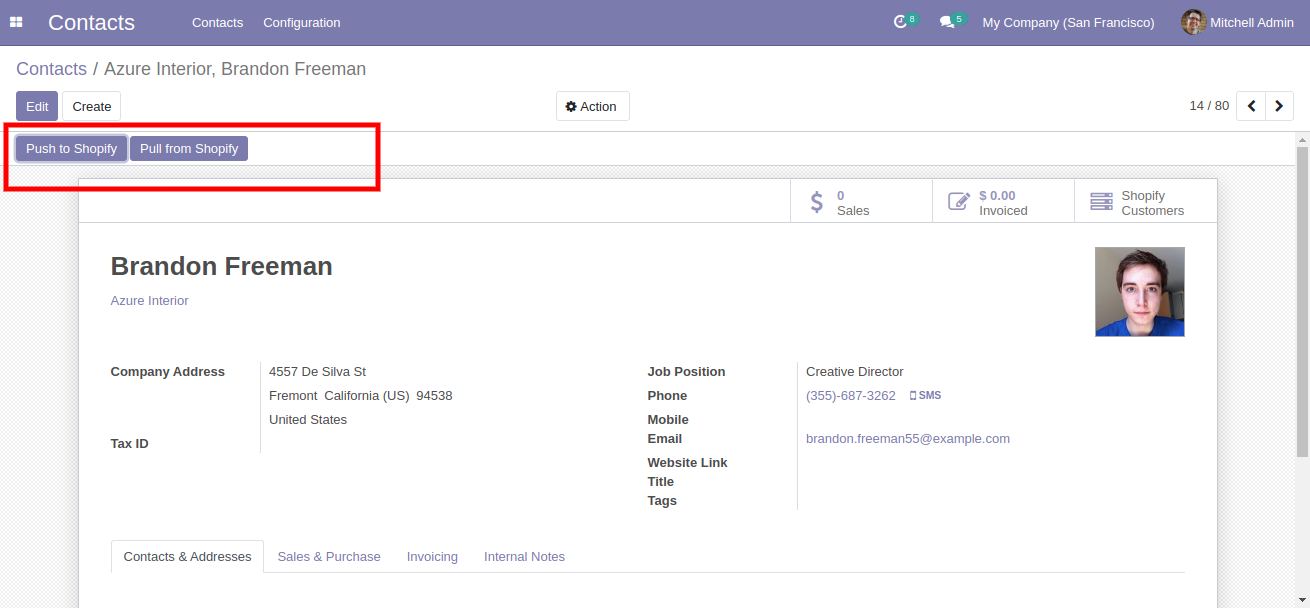 Contacts Contacts Configuration 8 5 My Company (San Francisco) Mitchell Admin
Contacts / Azure Interior, Brandon Freeman
Edit Create Action 14 / 80
Push to Shopify Pull from Shopify
0 $ 0.00 Shopify
Sales Invoiced Customers
Brandon Freeman
Azure Interior
Company Address 4557 De Silva St Job Position Creative Director
Fremont California (US) 94538 Phone (355)-687-3262 SMS
United States Mobile
Tax ID Email brandon.freeman55@example.com
Website Link
Title
Tags
Contacts & Addresses Sales & Purchase Invoicing Internal Notes